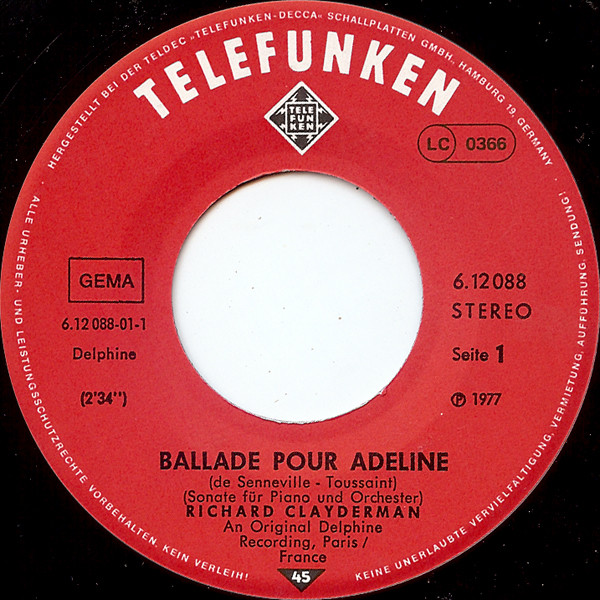 HERGESTELLT BEI DER TELDEC „TELEFUNKEN-DECCA" SCHALLPLATTEN GMBH., HAMBURG 19, GERMANY ·
TELEFUNKEN
TELE
FUN
KEN
LC 0366
GEMA
6.12 088-01-1
Delphine
(2'34")
6.12 088
STEREO
Seite 1
℗ 1977
BALLADE POUR ADELINE
(de Senneville - Toussaint)
(Sonate für Piano und Orchester)
RICHARD CLAYDERMAN
An Original Delphine
Recording, Paris /
France
45
ALLE URHEBER- UND LEISTUNGSSCHUTZRECHTE VORBEHALTEN. KEIN VERLEIH!
KEINE UNERLAUBTE VERVIELFÄLTIGUNG, VERMIETUNG, AUFFÜHRUNG, SENDUNG!